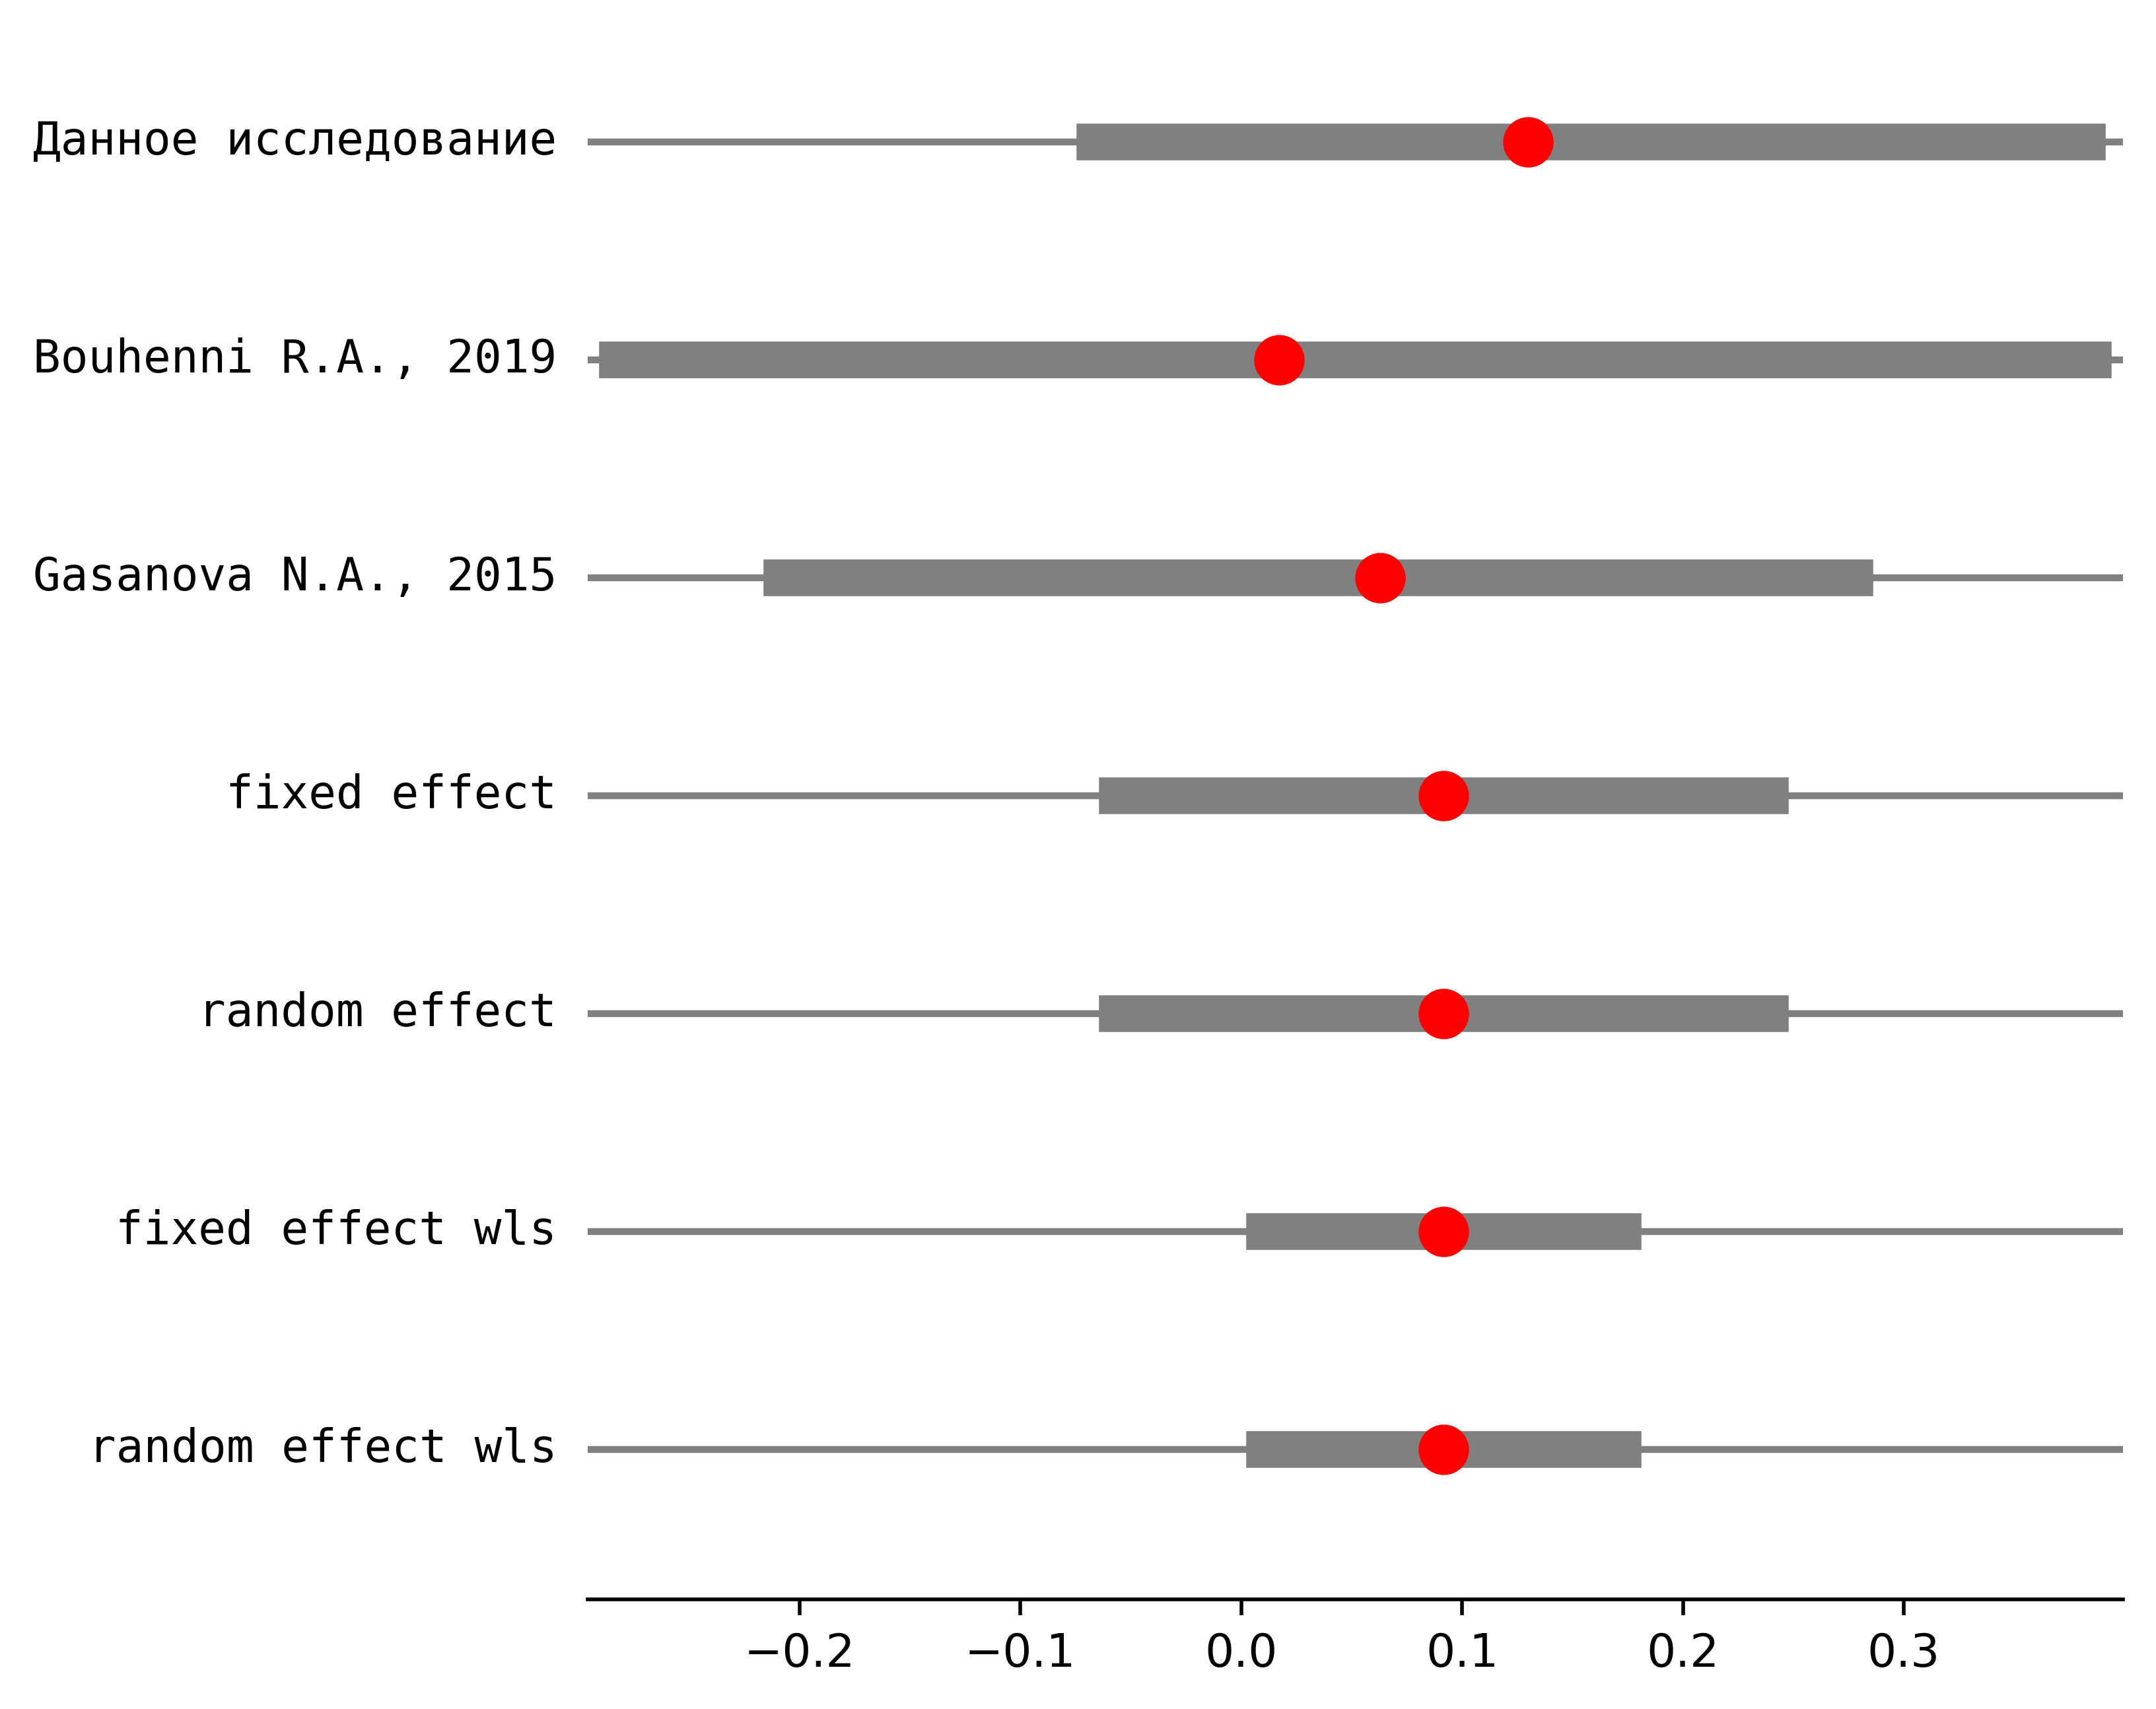 Данное исследование
Bouhenni R.A., 2019
Gasanova N.A., 2015
fixed effect
random effect
fixed effect wls
random effect wls
−0.2 −0.1 0.0 0.1 0.2 0.3